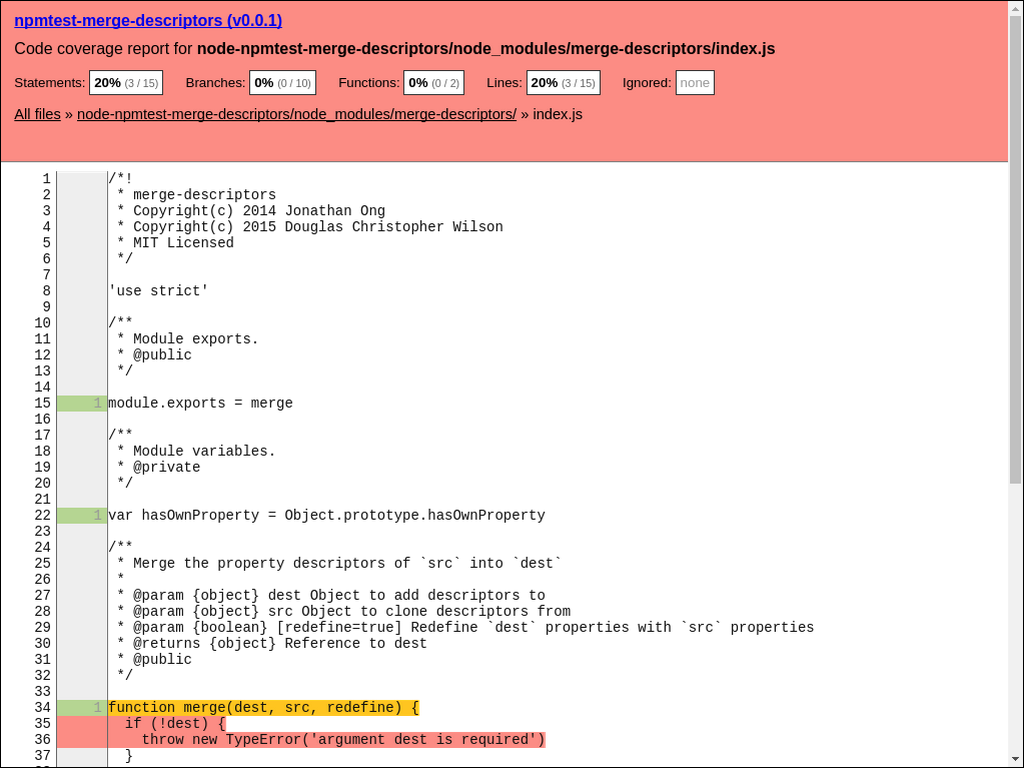 npmtest-merge-descriptors (v0.0.1)
Code coverage report for node-npmtest-merge-descriptors/node_modules/merge-descriptors/index.js
Statements: 20% (3 / 15) Branches: 0% (0 / 10) Functions: 0% (0 / 2) Lines: 20% (3 / 15) Ignored: none
All files » node-npmtest-merge-descriptors/node_modules/merge-descriptors/ » index.js
1 /*!
2  * merge-descriptors
3  * Copyright(c) 2014 Jonathan Ong
4  * Copyright(c) 2015 Douglas Christopher Wilson
5  * MIT Licensed
6  */
7
8 'use strict'
9
10 /**
11  * Module exports.
12  * @public
13  */
14
15 1 module.exports = merge
16
17 /**
18  * Module variables.
19  * @private
20  */
21
22 1 var hasOwnProperty = Object.prototype.hasOwnProperty
23
24 /**
25  * Merge the property descriptors of `src` into `dest`
26  *
27  * @param {object} dest Object to add descriptors to
28  * @param {object} src Object to clone descriptors from
29  * @param {boolean} [redefine=true] Redefine `dest` properties with `src` properties
30  * @returns {object} Reference to dest
31  * @public
32  */
33
34 1 function merge(dest, src, redefine) {
35   if (!dest) {
36     throw new TypeError('argument dest is required')
37   }